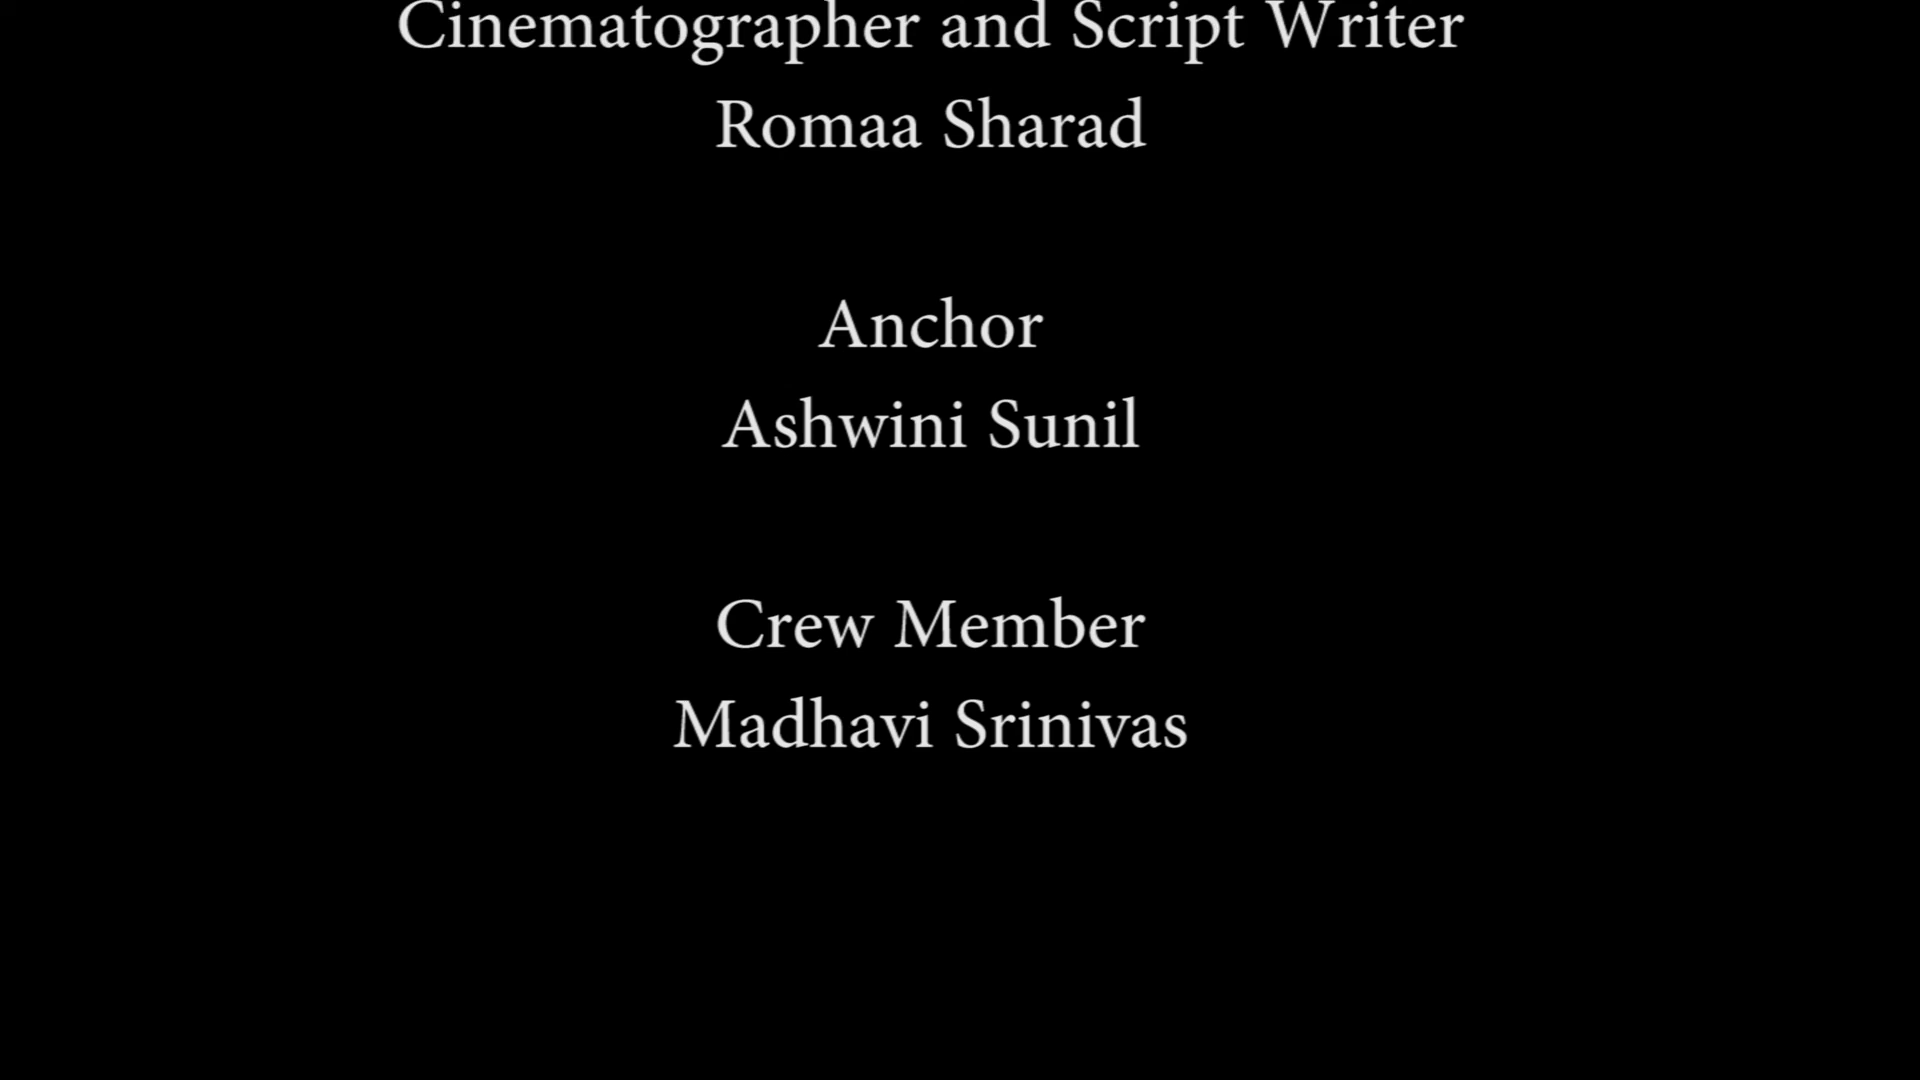 Cinematographer and Script Writer
Romaa Sharad
Anchor
Ashwini Sunil
Crew Member
Madhavi Srinivas